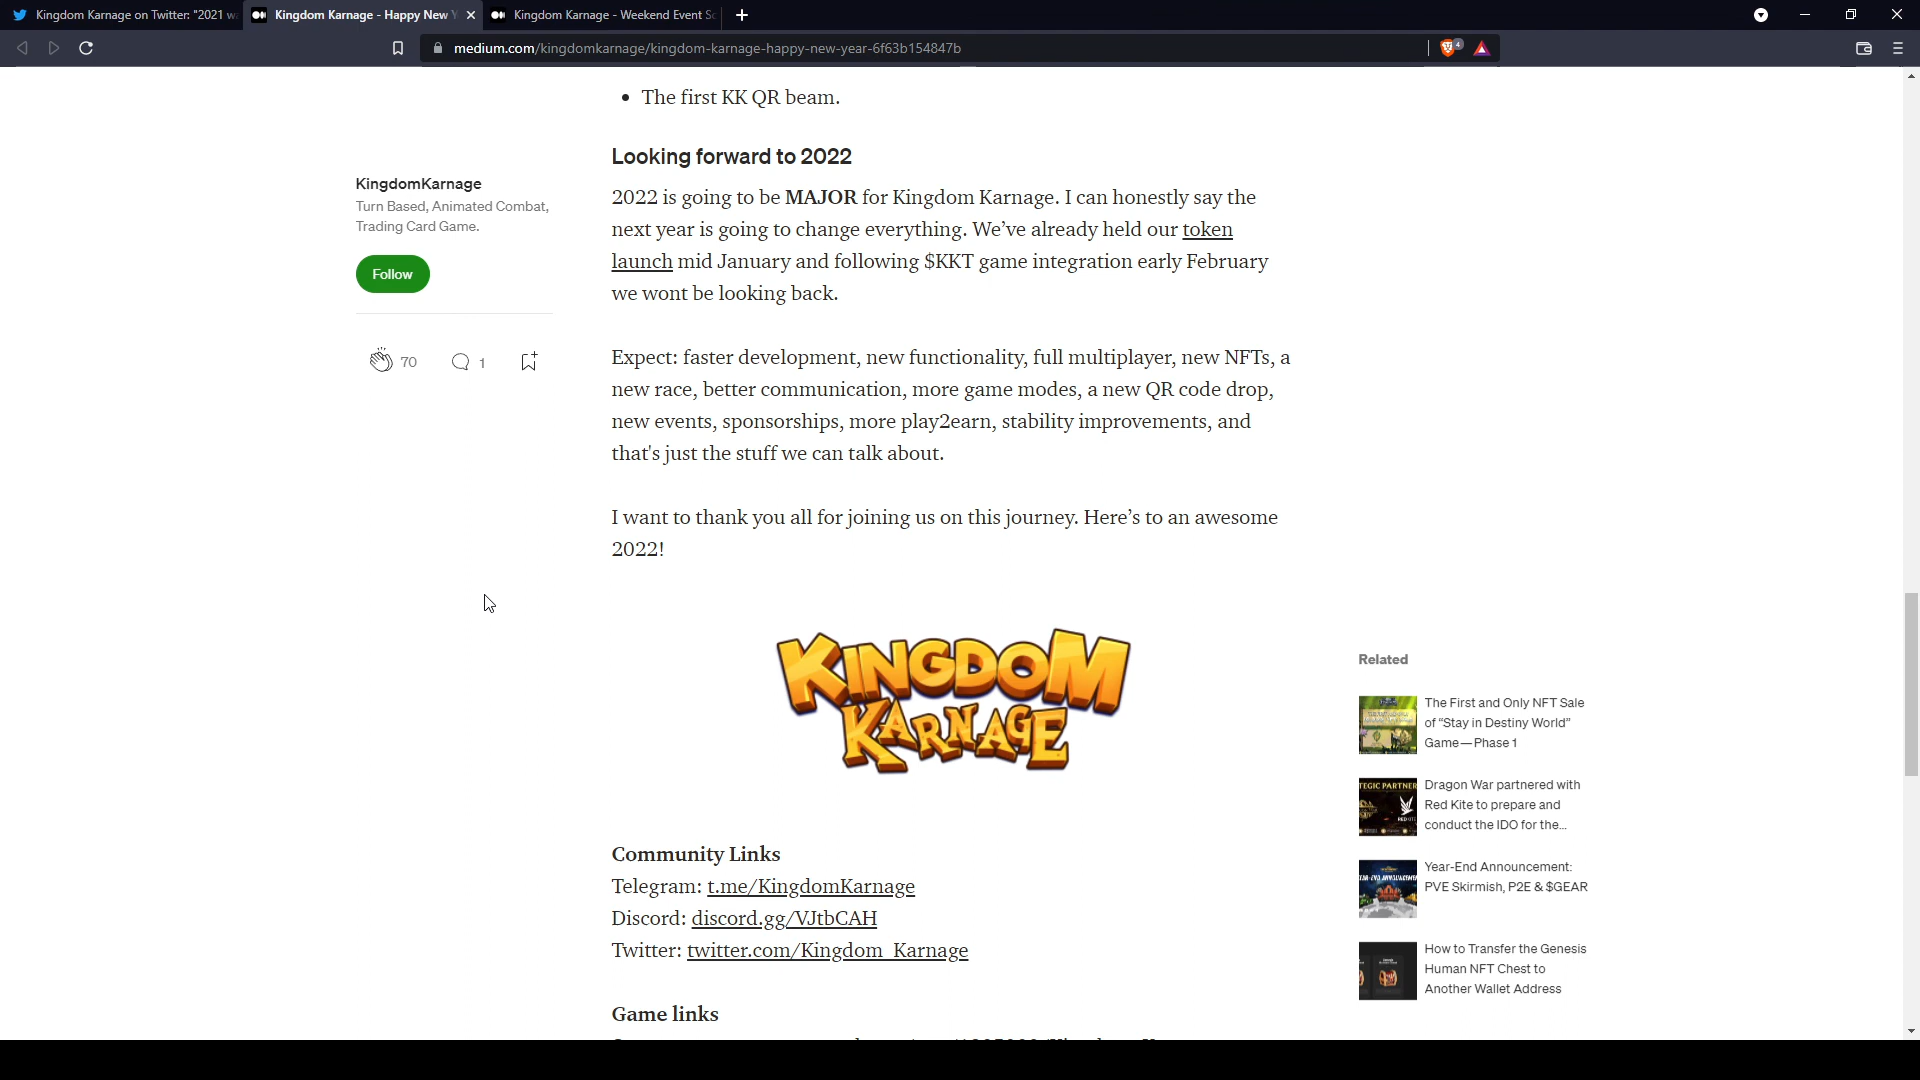 Kingdom Karnage on Twitter: "2021 w
Kingdom Karnage - Happy New Y
Kingdom Karnage - Weekend Event Sc
medium.com/kingdomkarnage/kingdom-karnage-happy-new-year-6f63b154847b
4
• The first KK QR beam.
Looking forward to 2022
KingdomKarnage
Turn Based, Animated Combat,
Trading Card Game.
Follow
70
1
2022 is going to be MAJOR for Kingdom Karnage. I can honestly say the
next year is going to change everything. We’ve already held our token
launch mid January and following $KKT game integration early February
we wont be looking back.
Expect: faster development, new functionality, full multiplayer, new NFTs, a
new race, better communication, more game modes, a new QR code drop,
new events, sponsorships, more play2earn, stability improvements, and
that's just the stuff we can talk about.
I want to thank you all for joining us on this journey. Here’s to an awesome
2022!
KINGDOM
KARNAGE
Community Links
Telegram: t.me/KingdomKarnage
Discord: discord.gg/VJtbCAH
Twitter: twitter.com/Kingdom_Karnage
Game links
Related
The First and Only NFT Sale
of “Stay in Destiny World”
Game — Phase 1
TEGIC PARTNER
Dragon War partnered with
Red Kite to prepare and
conduct the IDO for the...
Year-End Announcement:
PVE Skirmish, P2E & $GEAR
How to Transfer the Genesis
Human NFT Chest to
Another Wallet Address